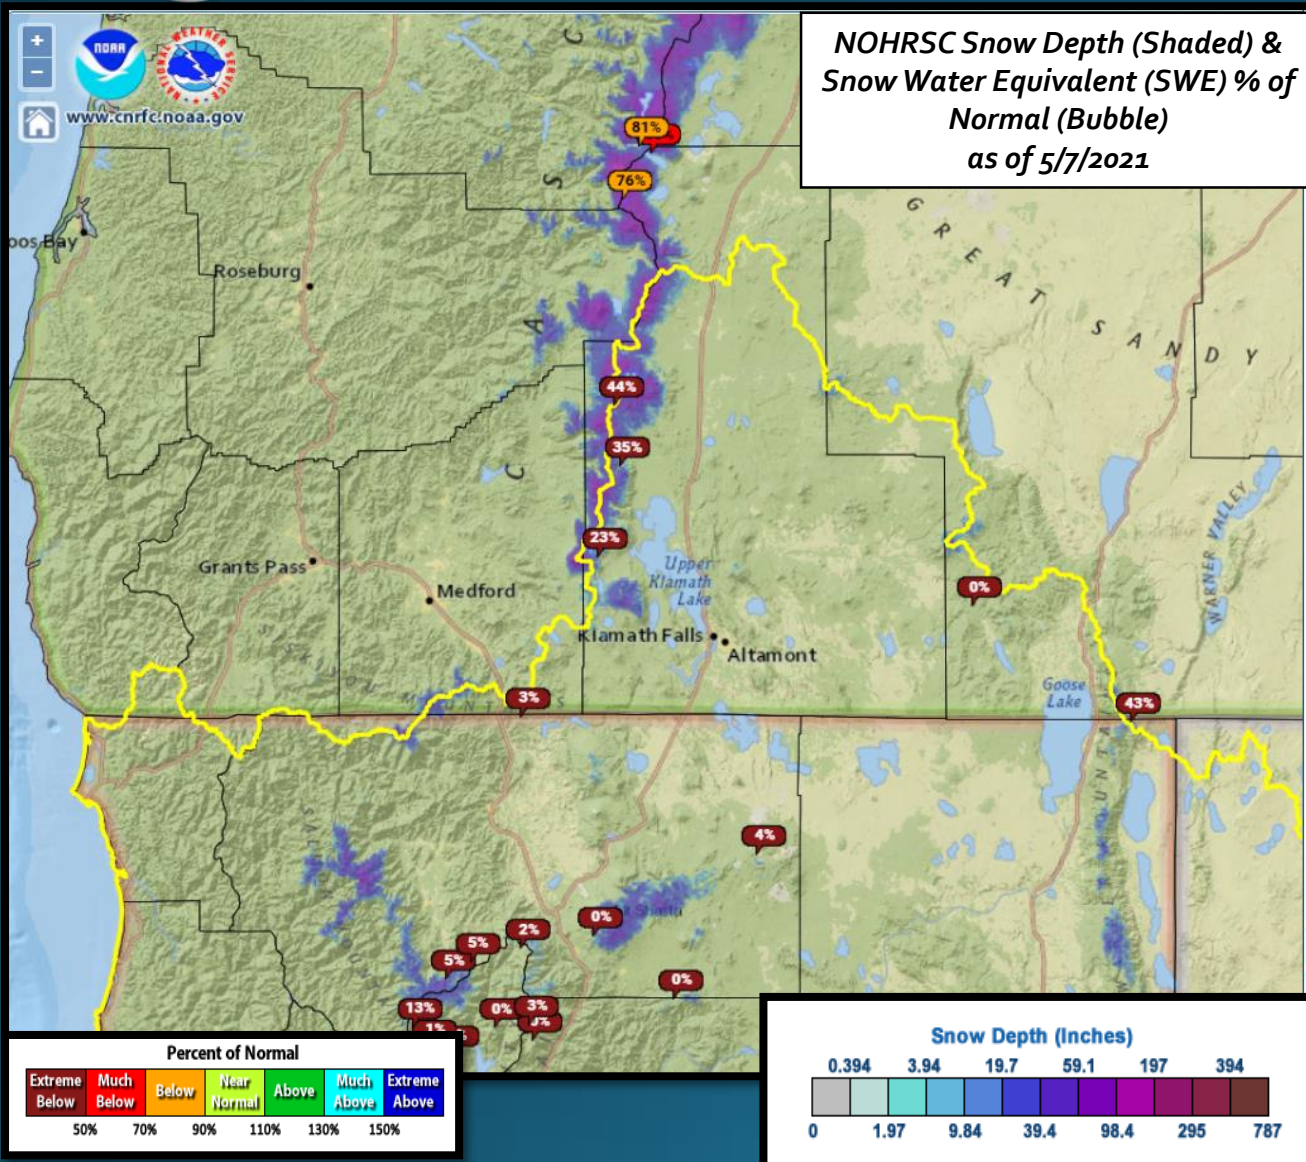 NOHRSC Snow Depth (Shaded) &
Snow Water Equivalent (SWE) % of
Normal (Bubble)
as of 5/7/2021
+
−
NOAA
NATIONAL WEATHER SERVICE
www.cnrfc.noaa.gov
C
81%
S
76%
GREAT SANDY
oos Bay
Roseburg
A
44%
35%
C
23%
WARNER VALLEY
Grants Pass
Medford
Upper
Klamath
Lake
0%
Klamath Falls
Altamont
Goose
Lake
3%
43%
4%
0%
Shasta
2%
5%
5%
0%
13%
0%
3%
1%
Percent of Normal
Extreme Below
Much Below
Below
Near Normal
Above
Much Above
Extreme Above
50% 70% 90% 110% 130% 150%
Snow Depth (Inches)
0.394 3.94 19.7 59.1 197 394
0 1.97 9.84 39.4 98.4 295 787